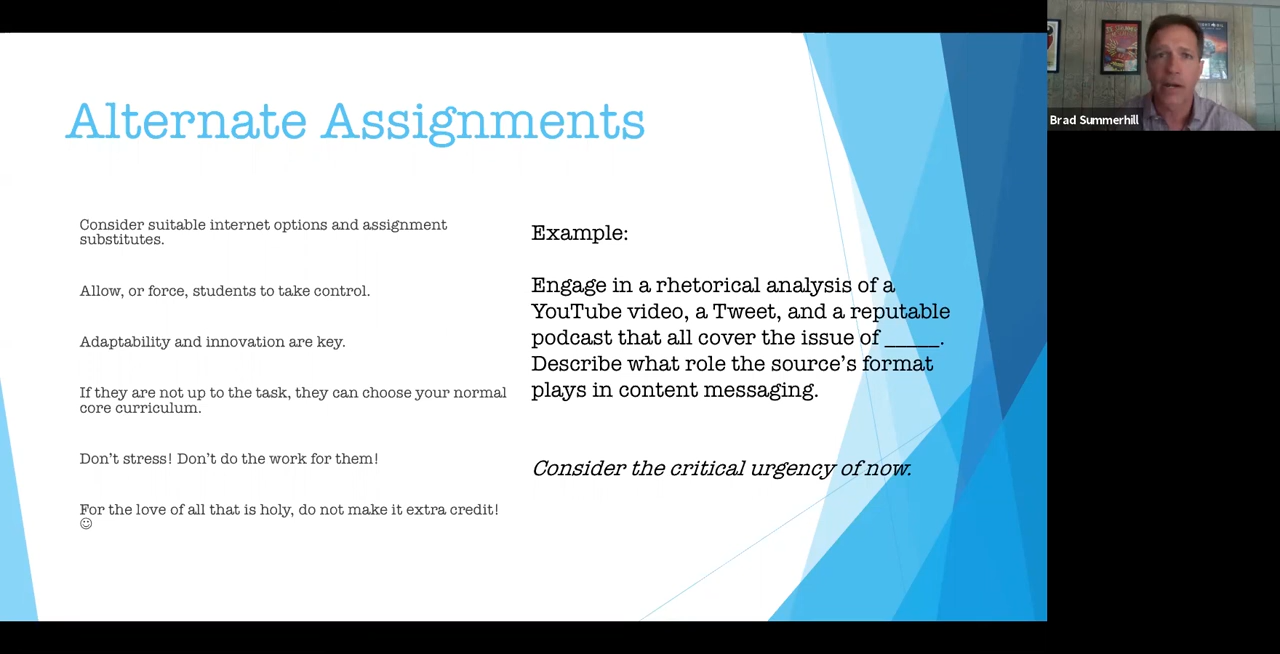 Alternate Assignments
Consider suitable internet options and assignment
substitutes.
Allow, or force, students to take control.
Adaptability and innovation are key.
If they are not up to the task, they can choose your normal
core curriculum.
Don’t stress! Don’t do the work for them!
For the love of all that is holy, do not make it extra credit!
☺
Example:
Engage in a rhetorical analysis of a
YouTube video, a Tweet, and a reputable
podcast that all cover the issue of _____.
Describe what role the source’s format
plays in content messaging.
Consider the critical urgency of now.
Brad Summerhill